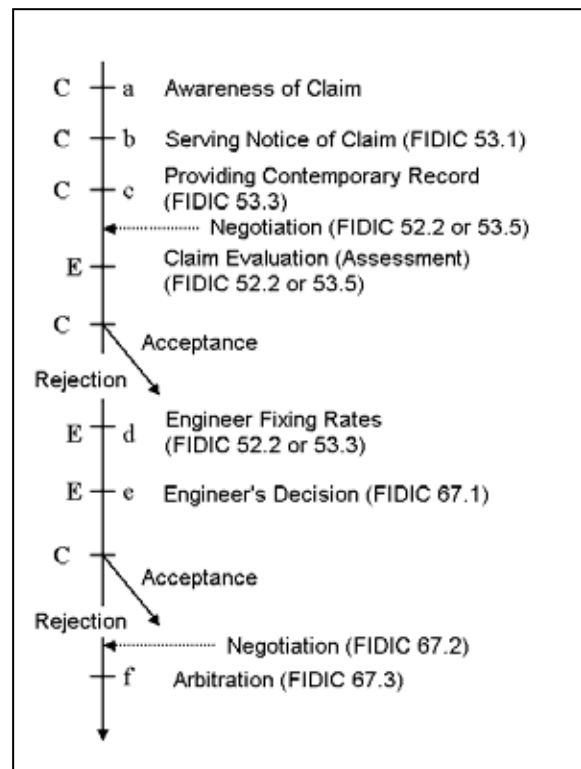 C a Awareness of Claim
C b Serving Notice of Claim (FIDIC 53.1)
C c Providing Contemporary Record
(FIDIC 53.3)
Negotiation (FIDIC 52.2 or 53.5)
E Claim Evaluation (Assessment)
(FIDIC 52.2 or 53.5)
C
Acceptance
Rejection
E d Engineer Fixing Rates
(FIDIC 52.2 or 53.3)
E e Engineer's Decision (FIDIC 67.1)
C
Acceptance
Rejection
Negotiation (FIDIC 67.2)
f Arbitration (FIDIC 67.3)